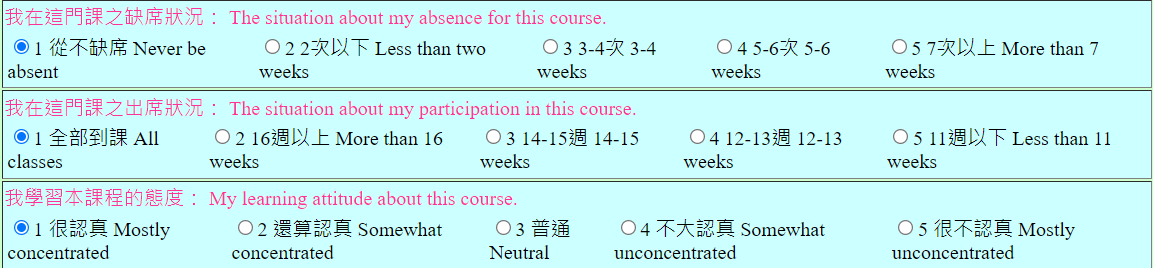 我在這門課之缺席狀況： The situation about my absence for this course.
1 從不缺席 Never be absent
2 2次以下 Less than two weeks
3 3-4次 3-4 weeks
4 5-6次 5-6 weeks
5 7次以上 More than 7 weeks
我在這門課之出席狀況： The situation about my participation in this course.
1 全部到課 All classes
2 16週以上 More than 16 weeks
3 14-15週 14-15 weeks
4 12-13週 12-13 weeks
5 11週以下 Less than 11 weeks
我學習本課程的態度： My learning attitude about this course.
1 很認真 Mostly concentrated
2 還算認真 Somewhat concentrated
3 普通 Neutral
4 不大認真 Somewhat unconcentrated
5 很不認真 Mostly unconcentrated